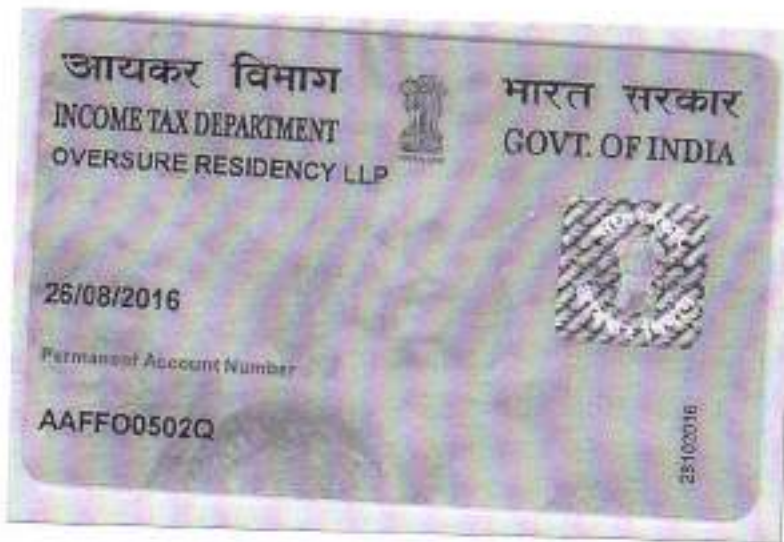 आयकर विभाग
भारत सरकार
INCOME TAX DEPARTMENT
GOVT. OF INDIA
OVERSURE RESIDENCY LLP
26/08/2016
Permanent Account Number
AAFFO0502Q
28102016